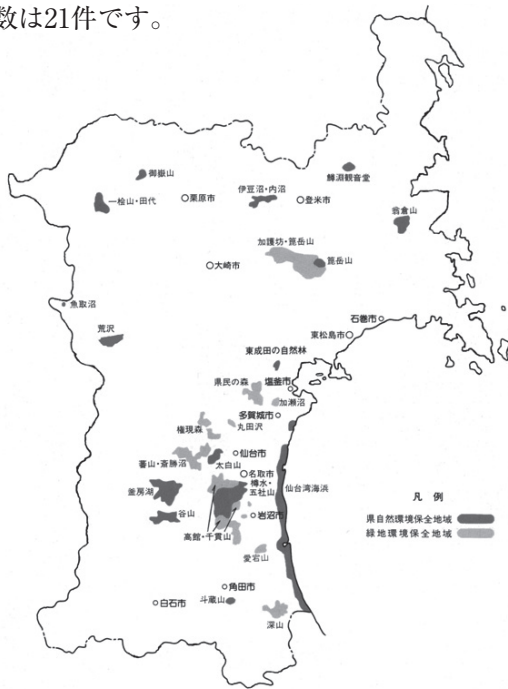 数は21件です。
御嶽山
鱒淵観音堂
一桧山・田代
○栗原市
伊豆沼・内沼
○登米市
翁倉山
加護坊・箟岳山
箟岳山
○大崎市
魚取沼
荒沢
石巻市○
東松島市○
東成田の自然林
県民の森
塩釜市○
加瀬沼
多賀城市○
丸田沢
権現森
○仙台市
太白山
蕃山・斎勝沼
○名取市
樽水・
五社山
仙台湾海浜
釜房湖
谷山
○岩沼市
高館・千貫山
愛宕山
○角田市
○白石市
斗蔵山
深山
凡 例
県自然環境保全地域
緑地環境保全地域